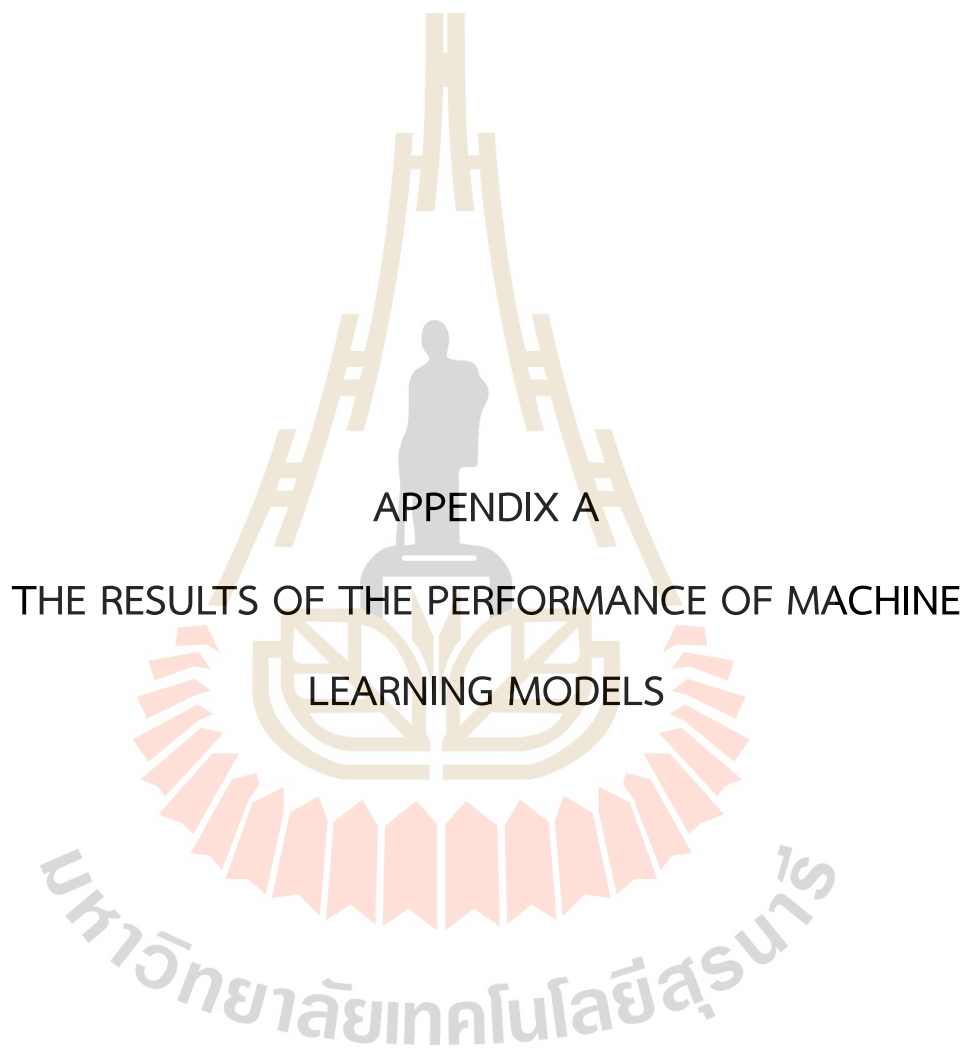 APPENDIX A
THE RESULTS OF THE PERFORMANCE OF MACHINE
LEARNING MODELS
มหาวิทยาลัยเทคโนโลยีสุรนารี